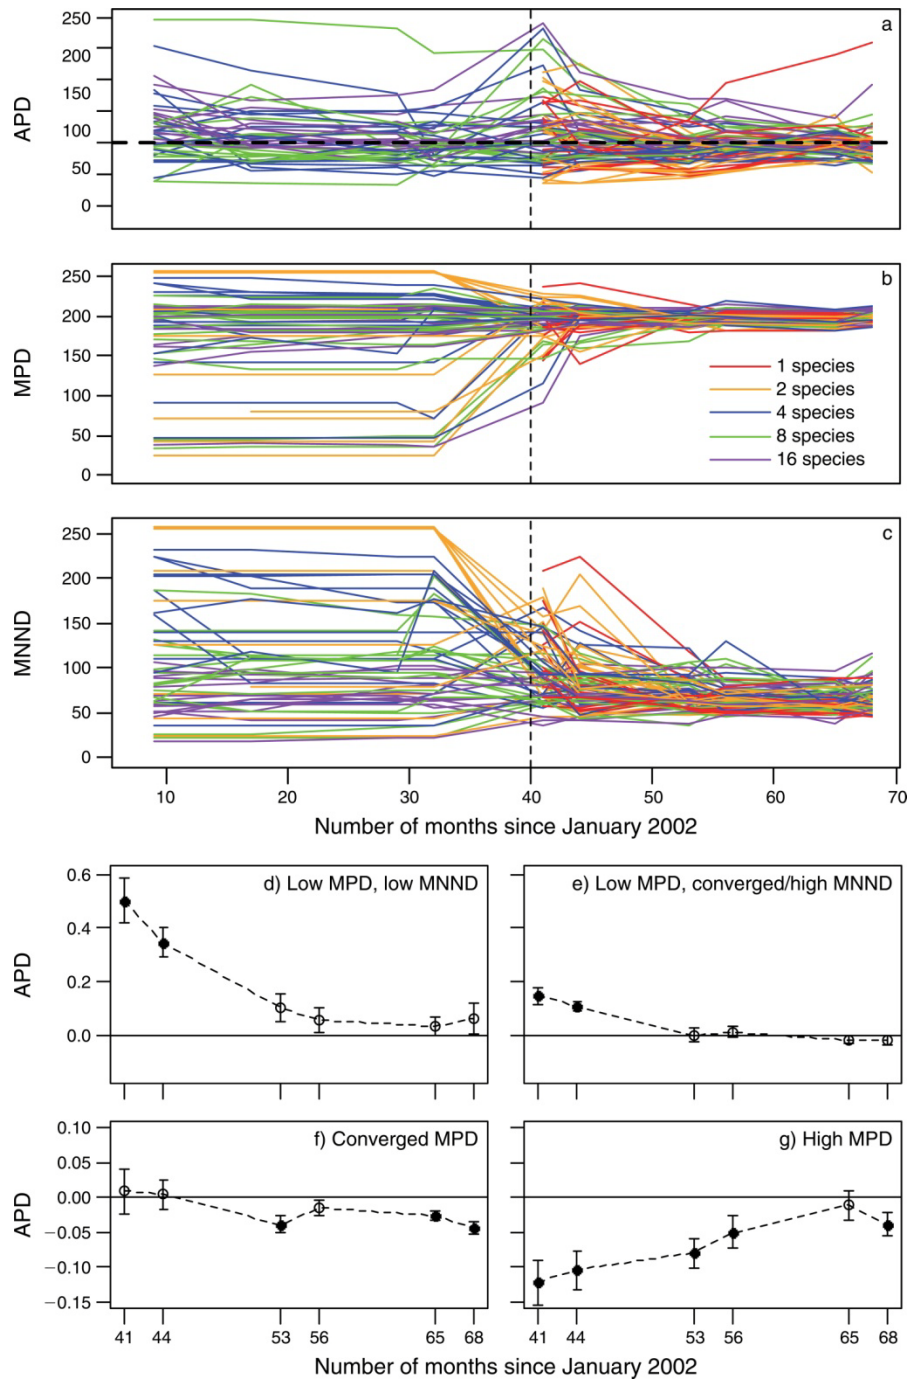 a
APD
250
200
150
100
50
0
b
MPD
250
200
150
100
50
0
1 species
2 species
4 species
8 species
16 species
c
MNND
250
200
150
100
50
0
10 20 30 40 50 60 70
Number of months since January 2002
d) Low MPD, low MNND
APD
0.6
0.4
0.2
0.0
e) Low MPD, converged/high MNND
f) Converged MPD
APD
0.10
0.05
0.00
−0.05
−0.10
−0.15
41 44 53 56 65 68
g) High MPD
41 44 53 56 65 68
Number of months since January 2002